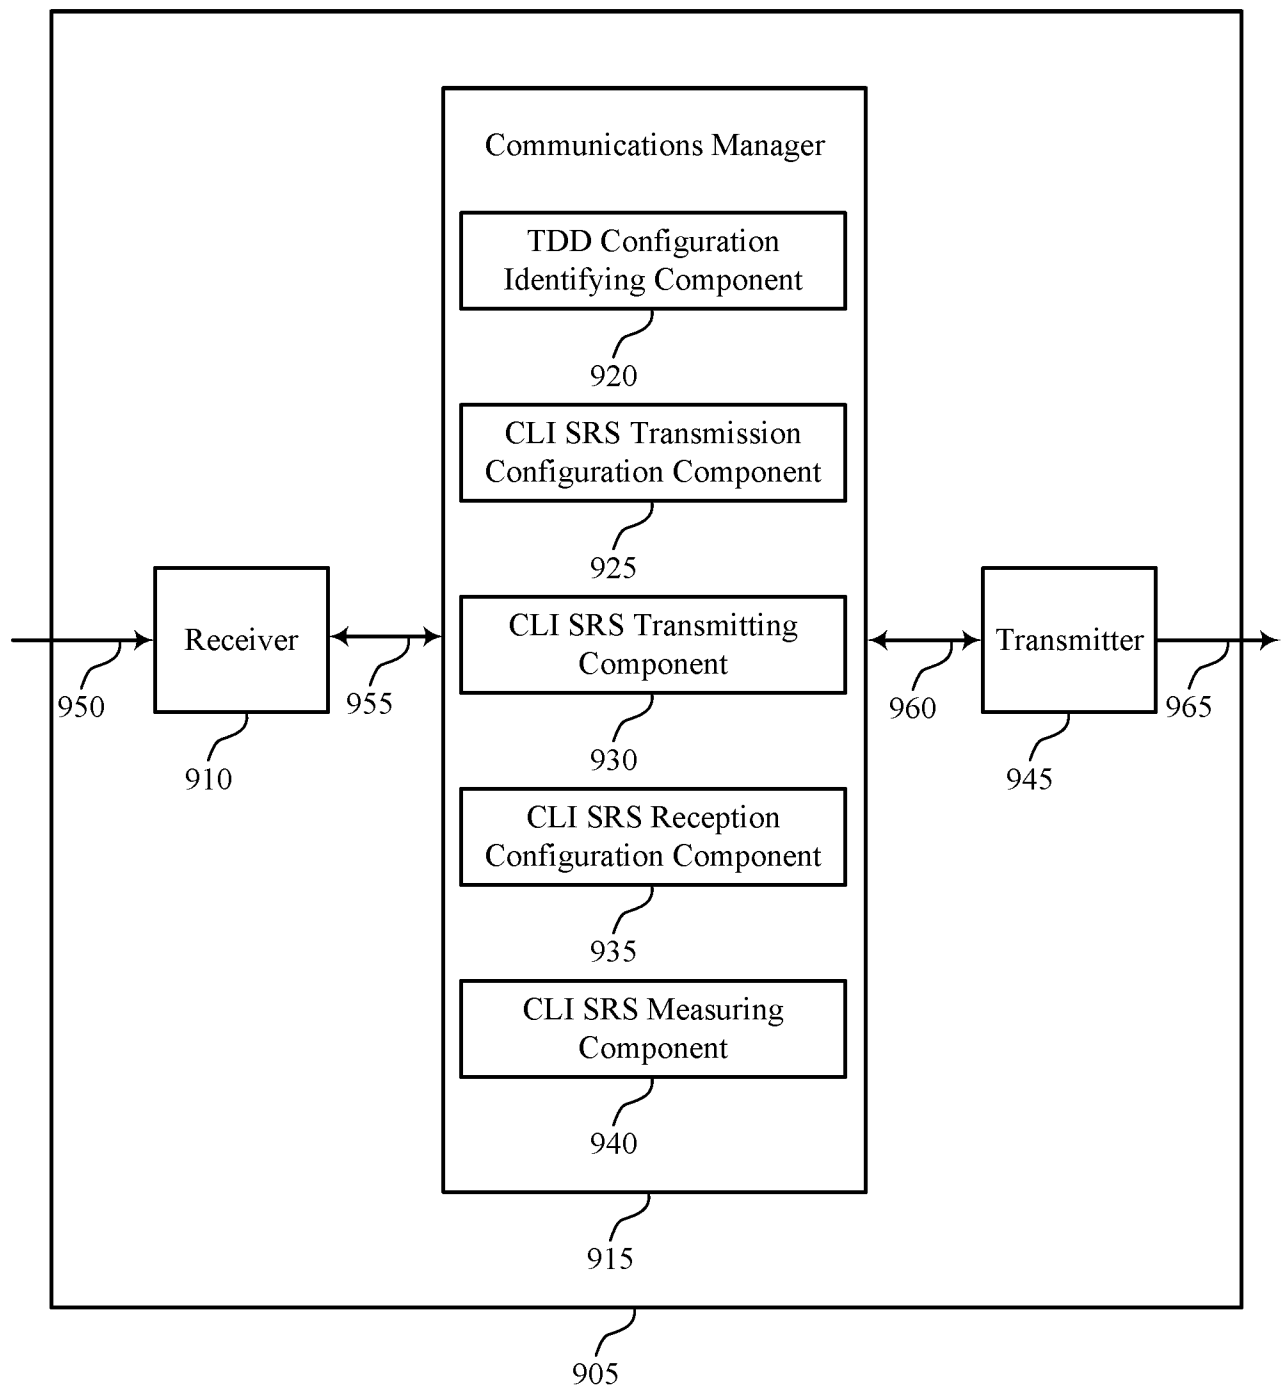 Communications Manager
TDD Configuration
Identifying Component
920
CLI SRS Transmission
Configuration Component
925
CLI SRS Transmitting
Component
930
CLI SRS Reception
Configuration Component
935
CLI SRS Measuring
Component
940
915
Receiver
910
950
955
Transmitter
945
960
965
905